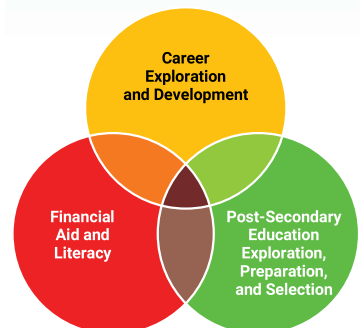 Career
Exploration
and Development
Financial
Aid and
Literacy
Post-Secondary
Education
Exploration,
Preparation,
and Selection